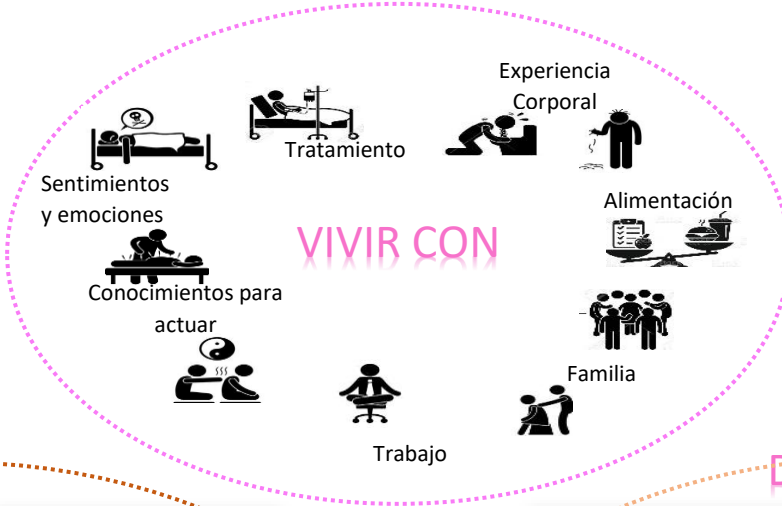 Experiencia
Corporal
Tratamiento
Sentimientos
y emociones
Alimentación
VIVIR CON
Conocimientos para
actuar
Familia
Trabajo